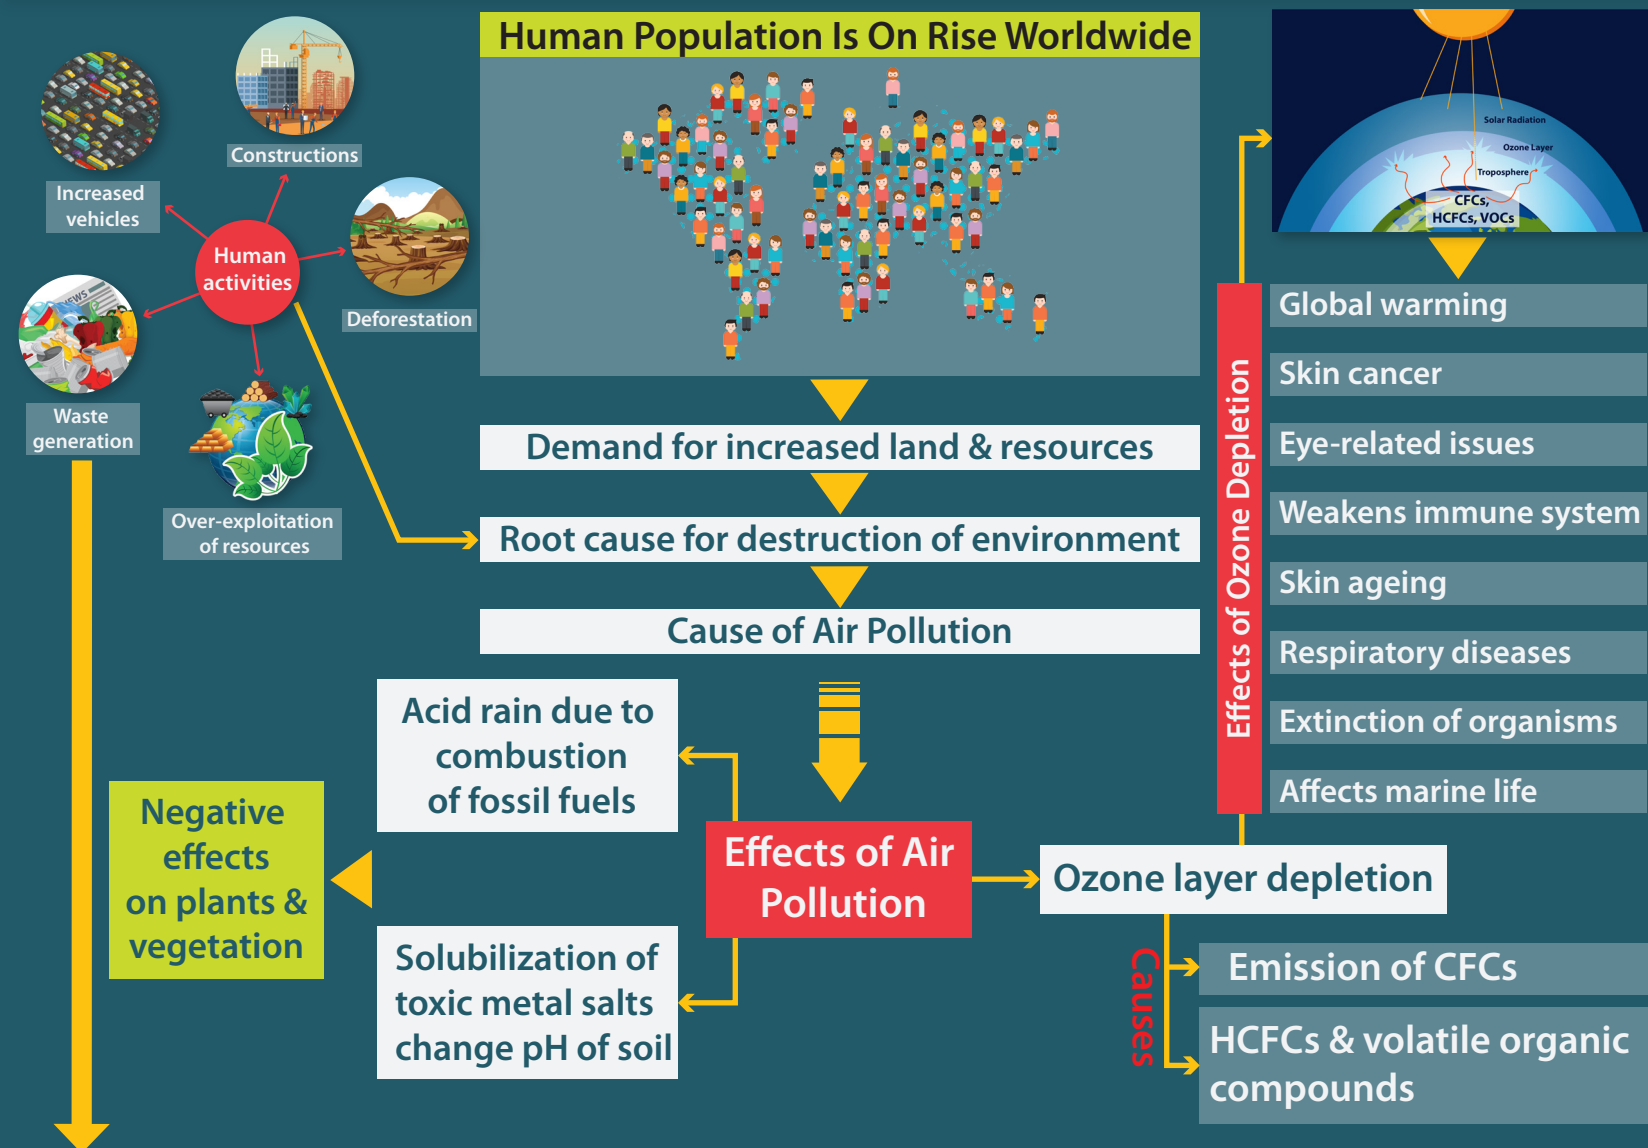 Human Population Is On Rise Worldwide
Constructions
Increased
vehicles
Human
activities
Deforestation
NEWS
Waste
generation
Over-exploitation
of resources
Demand for increased land & resources
Root cause for destruction of environment
Cause of Air Pollution
Acid rain due to
combustion
of fossil fuels
Negative
effects
on plants &
vegetation
Solubilization of
toxic metal salts
change pH of soil
Effects of Air
Pollution
Ozone layer depletion
Causes
Emission of CFCs
HCFCs & volatile organic
compounds
Effects of Ozone Depletion
Solar Radiation
Ozone Layer
Troposphere
CFCs,
HCFCs, VOCs
Global warming
Skin cancer
Eye-related issues
Weakens immune system
Skin ageing
Respiratory diseases
Extinction of organisms
Affects marine life